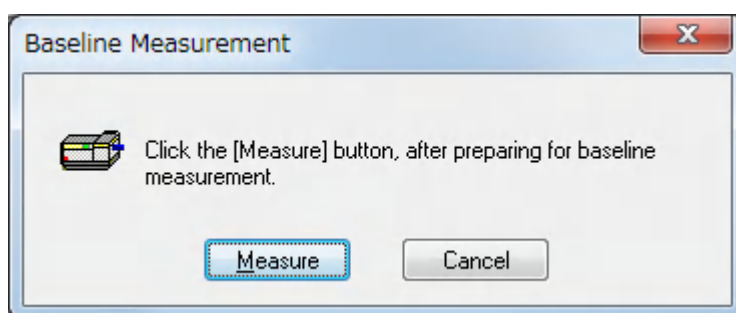 Baseline Measurement
Click the [Measure] button, after preparing for baseline
measurement.
Measure Cancel